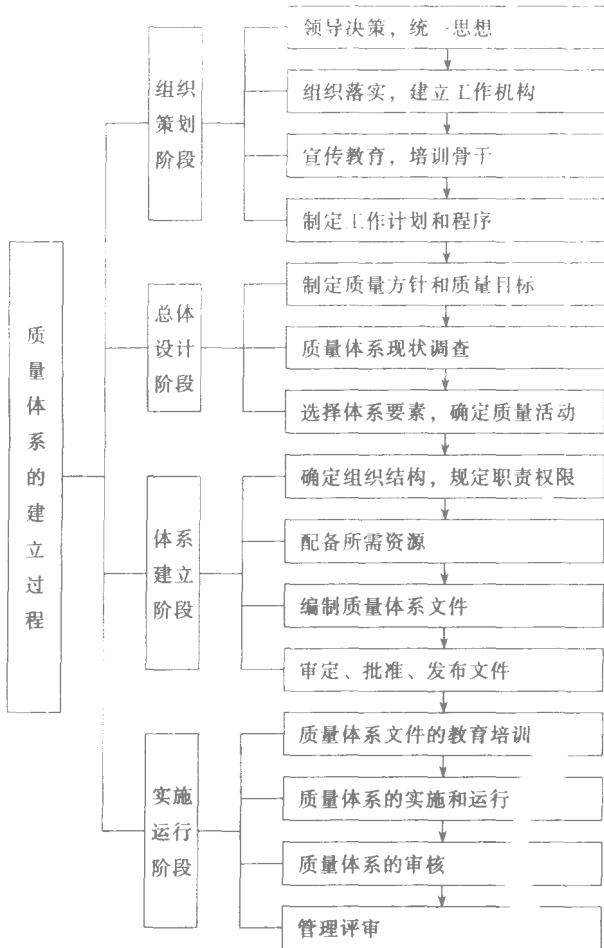 质量体系的建立过程
组织
策划
阶段
领导决策，统一思想
组织落实，建立工作机构
宣传教育，培训骨干
制定工作计划和程序
总体
设计
阶段
制定质量方针和质量目标
质量体系现状调查
选择体系要素，确定质量活动
体系
建立
阶段
确定组织结构，规定职责权限
配备所需资源
编制质量体系文件
审定、批准、发布文件
实施
运行
阶段
质量体系文件的教育培训
质量体系的实施和运行
质量体系的审核
管理评审